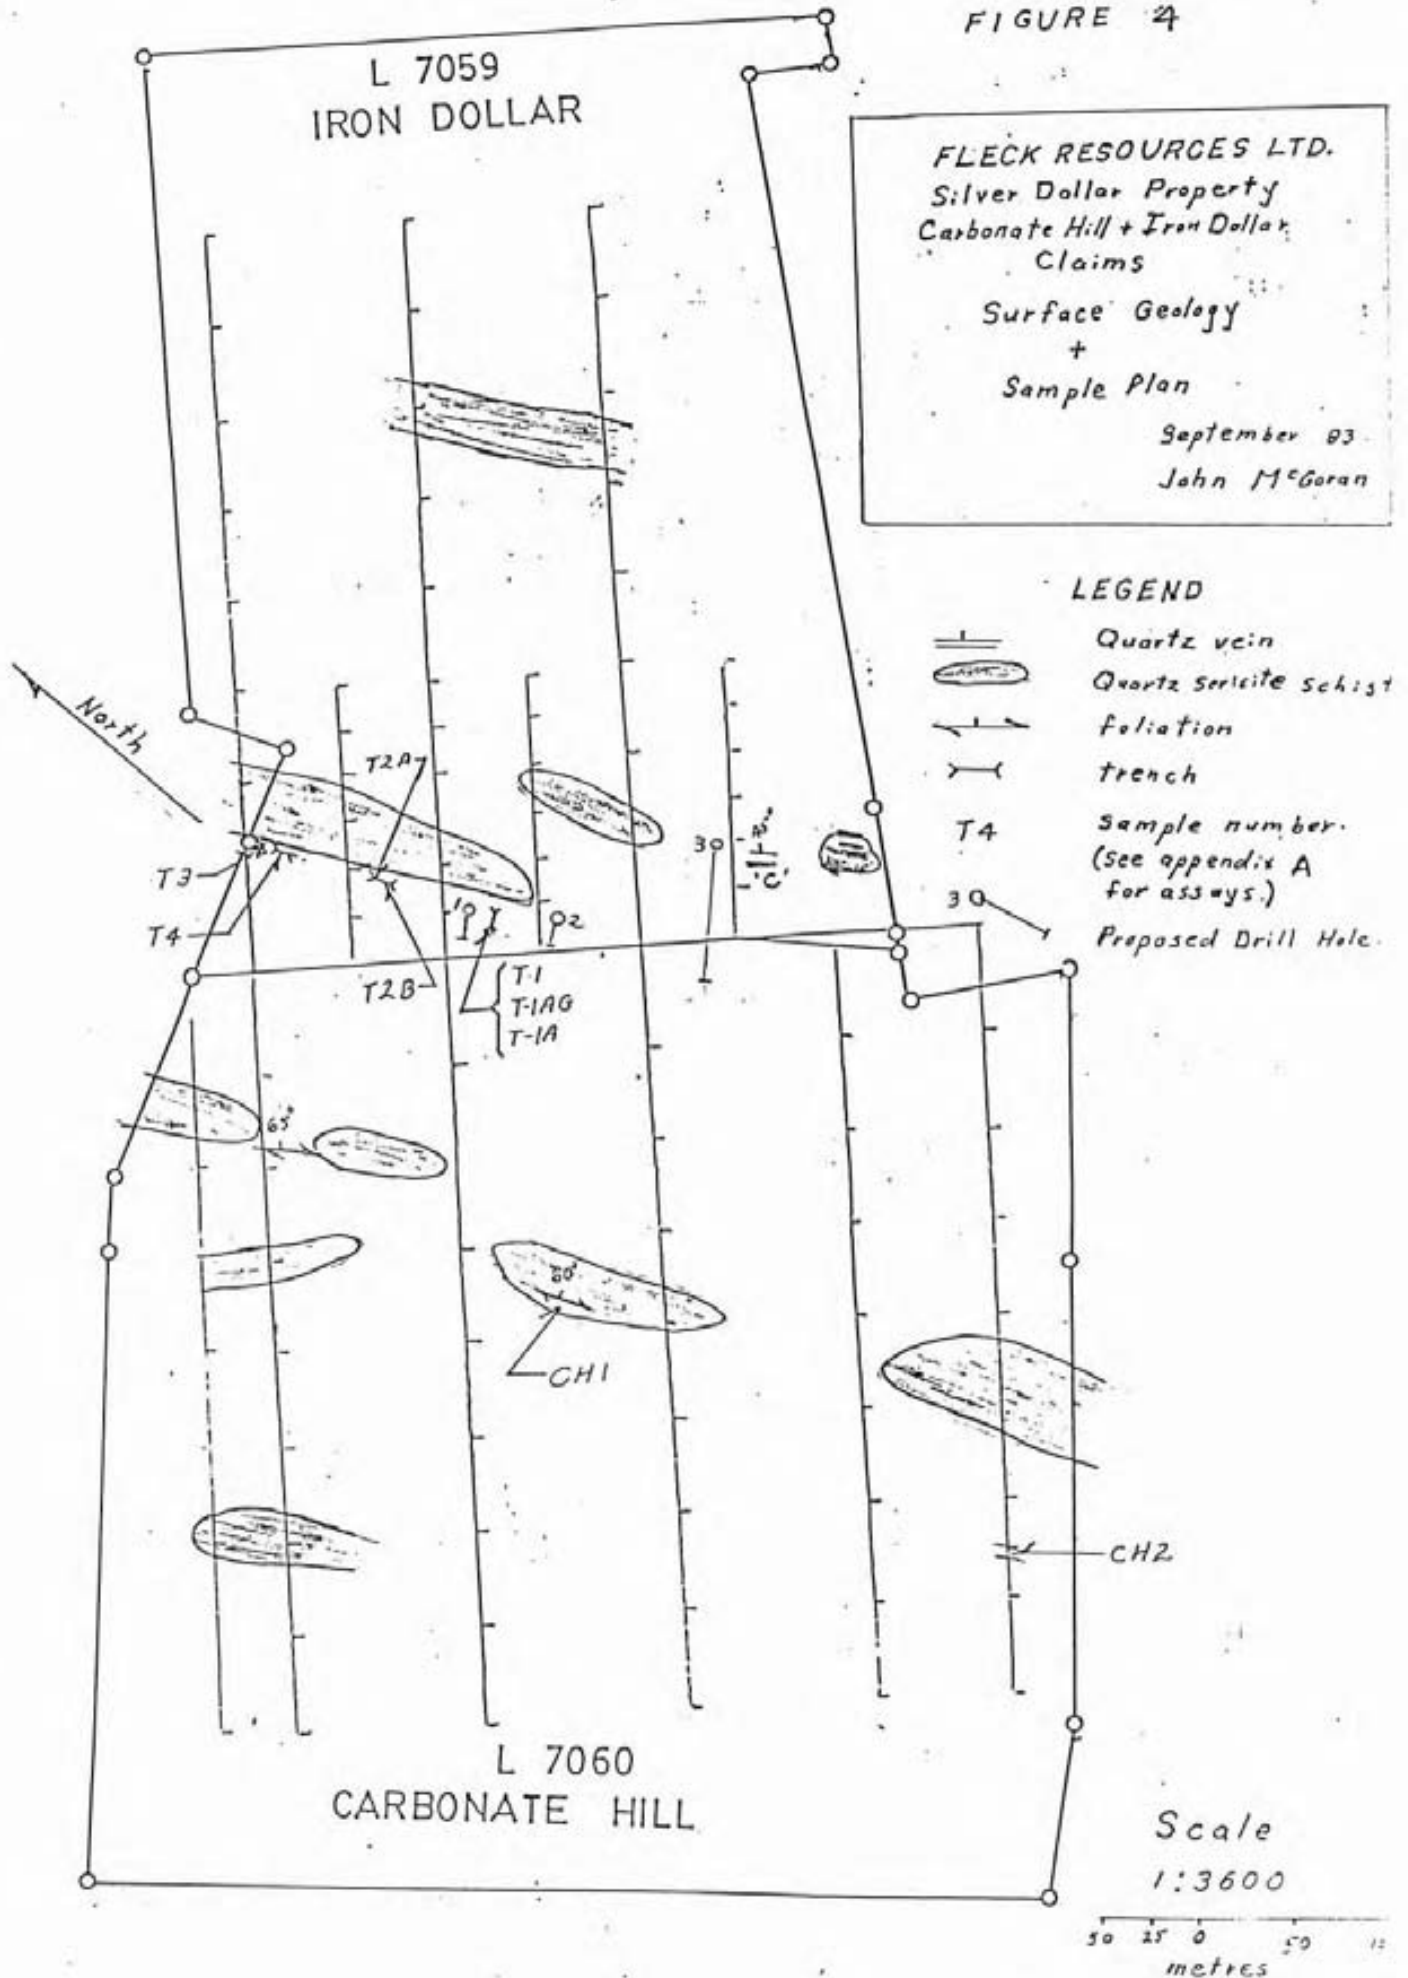 FIGURE 4
L 7059
IRON DOLLAR
FLECK RESOURCES LTD.
Silver Dollar Property
Carbonate Hill + Iron Dollar
Claims
Surface Geology
+
Sample Plan
September 83
John McGoran
LEGEND
Quartz vein
Quartz sericite schist
foliation
trench
T4
Sample number.
(see appendix A
for assays.)
3
Proposed Drill Hole.
North
T2A
3
T3
T4
1
2
T2B
T-1
T-1AG
T-1A
65°
60°
CH1
CH2
L 7060
CARBONATE HILL
Scale
1:3600
50 25 0 50
metres